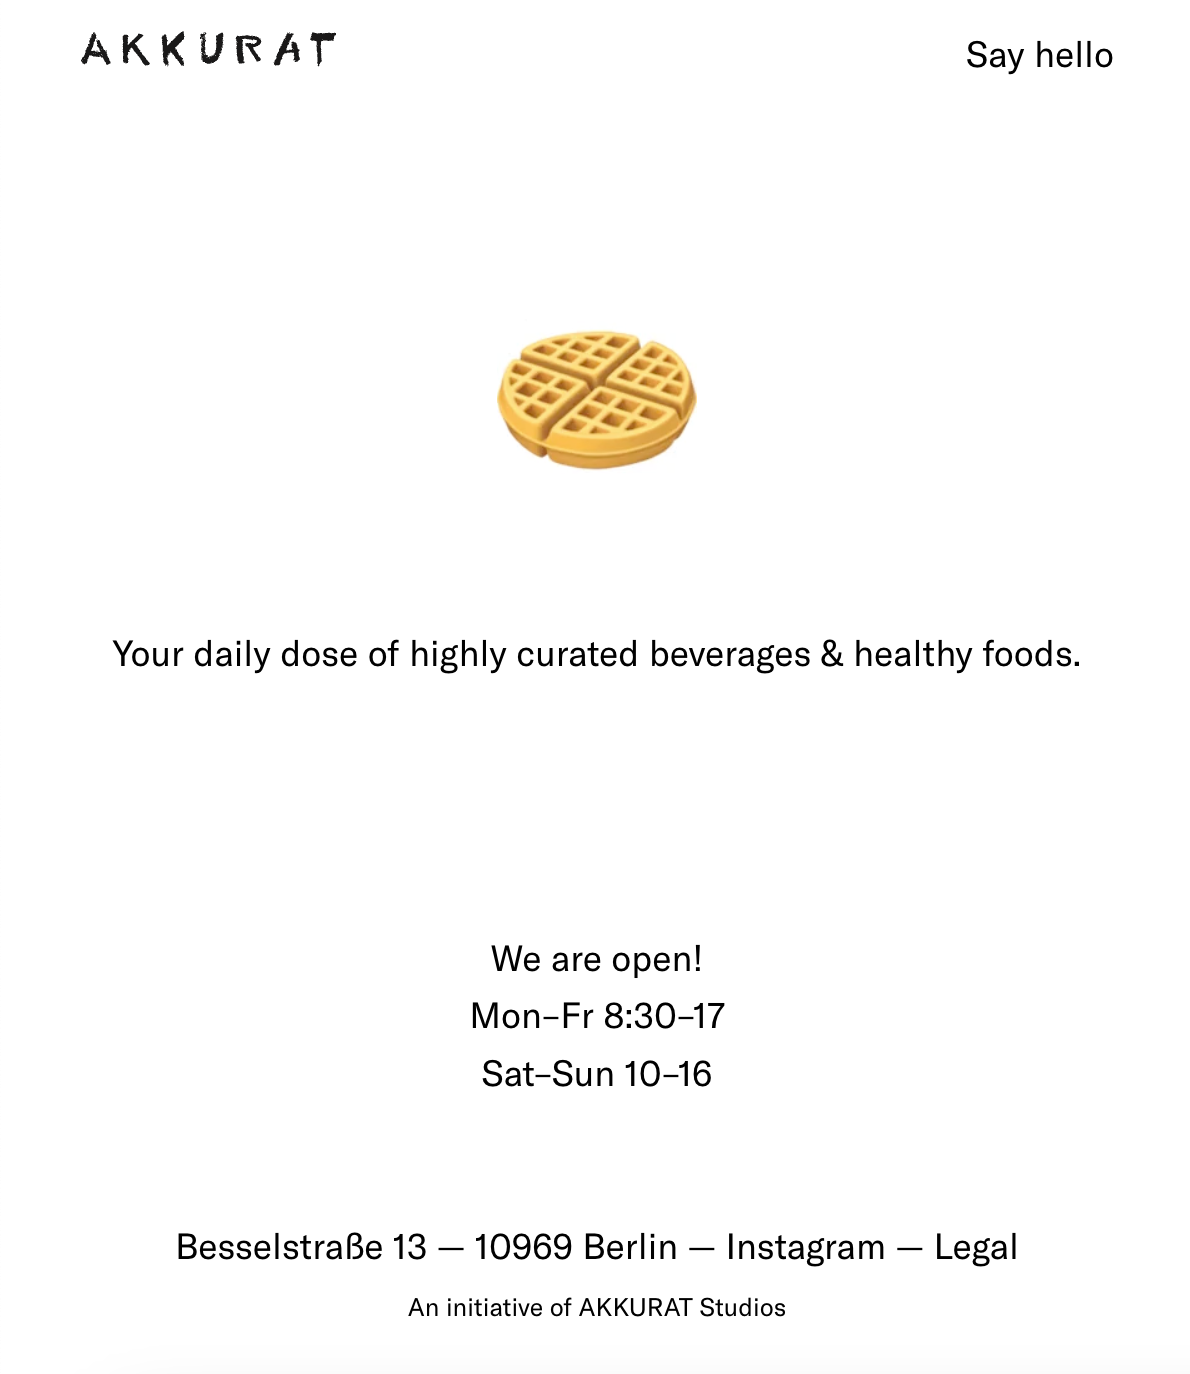 AKKURAT
Say hello
Your daily dose of highly curated beverages & healthy foods.
We are open!
Mon–Fr 8:30–17
Sat–Sun 10–16
Besselstraße 13 — 10969 Berlin — Instagram — Legal
An initiative of AKKURAT Studios